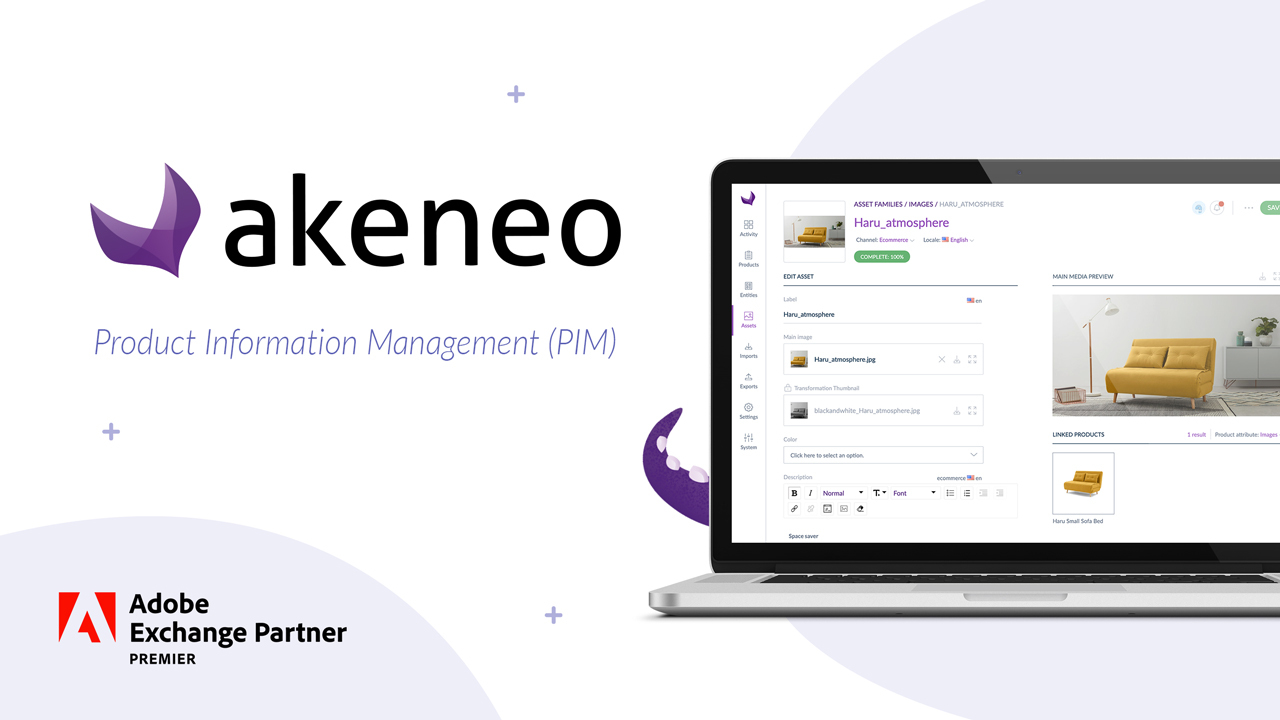 akeneo
Product Information Management (PIM)
Adobe
Exchange Partner
PREMIER
ASSET FAMILIES / IMAGES / HARU_ATMOSPHERE
Haru_atmosphere
Channel: Ecommerce Locale: English
COMPLETE: 100%
SAV
Activity
Products
Entities
Assets
Imports
Exports
Settings
System
EDIT ASSET
Label
en
Haru_atmosphere
Main image
Haru_atmosphere.jpg
Transformation Thumbnail
blackandwhite_Haru_atmosphere.jpg
Color
Click here to select an option.
Description
ecommerce en
B I Normal T. Font
Space saver
MAIN MEDIA PREVIEW
LINKED PRODUCTS
1 result Product attribute: Images
Haru Small Sofa Bed